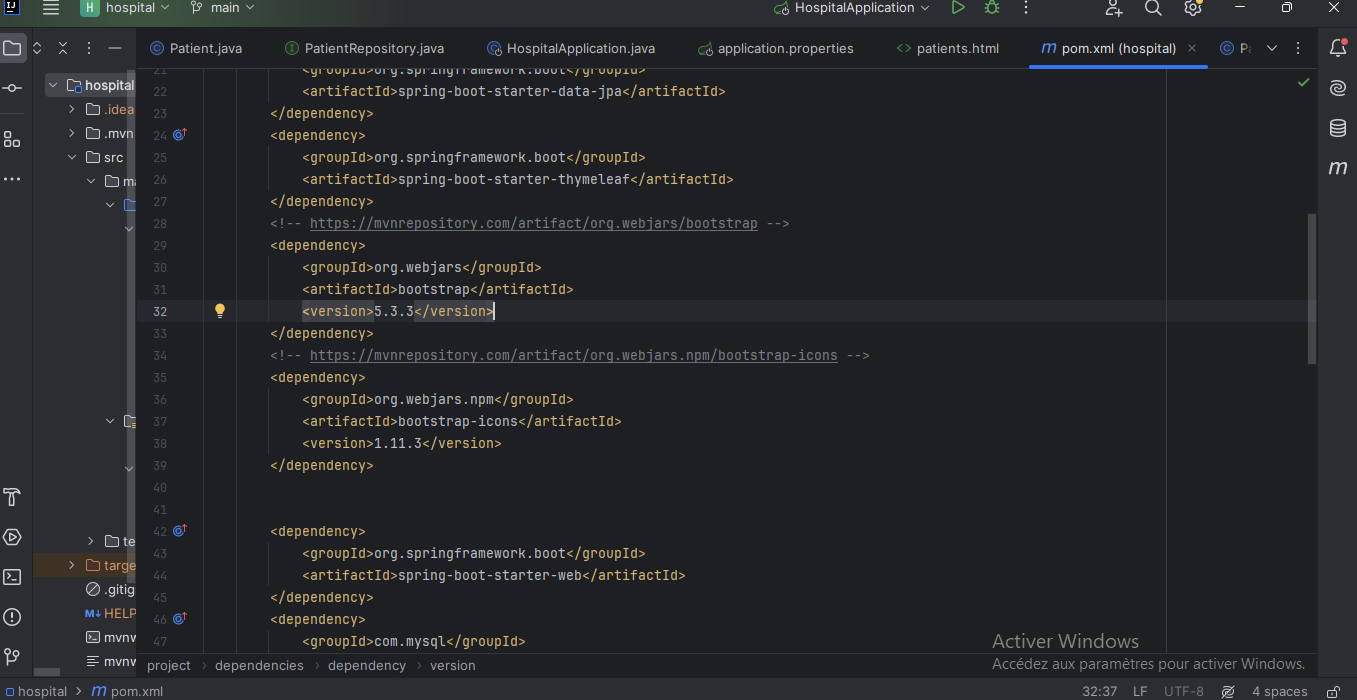 IJ
H hospital main HospitalApplication
Patient.java PatientRepository.java HospitalApplication.java application.properties <> patients.html m pom.xml (hospital) C P
hospital
.idea
.mvn
src
ma
te
targe
.gitig
M↓ HELP
mvnw
mvnw
21 <groupId>org.springframework.boot</groupId>
22 <artifactId>spring-boot-starter-data-jpa</artifactId>
23 </dependency>
24 <dependency>
25 <groupId>org.springframework.boot</groupId>
26 <artifactId>spring-boot-starter-thymeleaf</artifactId>
27 </dependency>
28 <!-- https://mvnrepository.com/artifact/org.webjars/bootstrap -->
29 <dependency>
30 <groupId>org.webjars</groupId>
31 <artifactId>bootstrap</artifactId>
32 <version>5.3.3</version>
33 </dependency>
34 <!-- https://mvnrepository.com/artifact/org.webjars.npm/bootstrap-icons -->
35 <dependency>
36 <groupId>org.webjars.npm</groupId>
37 <artifactId>bootstrap-icons</artifactId>
38 <version>1.11.3</version>
39 </dependency>
40
41
42 <dependency>
43 <groupId>org.springframework.boot</groupId>
44 <artifactId>spring-boot-starter-web</artifactId>
45 </dependency>
46 <dependency>
47 <groupId>com.mysql</groupId>
Activer Windows
Accédez aux paramètres pour activer Windows.
project > dependencies > dependency > version
hospital > m pom.xml 32:37 LF UTF-8 4 spaces